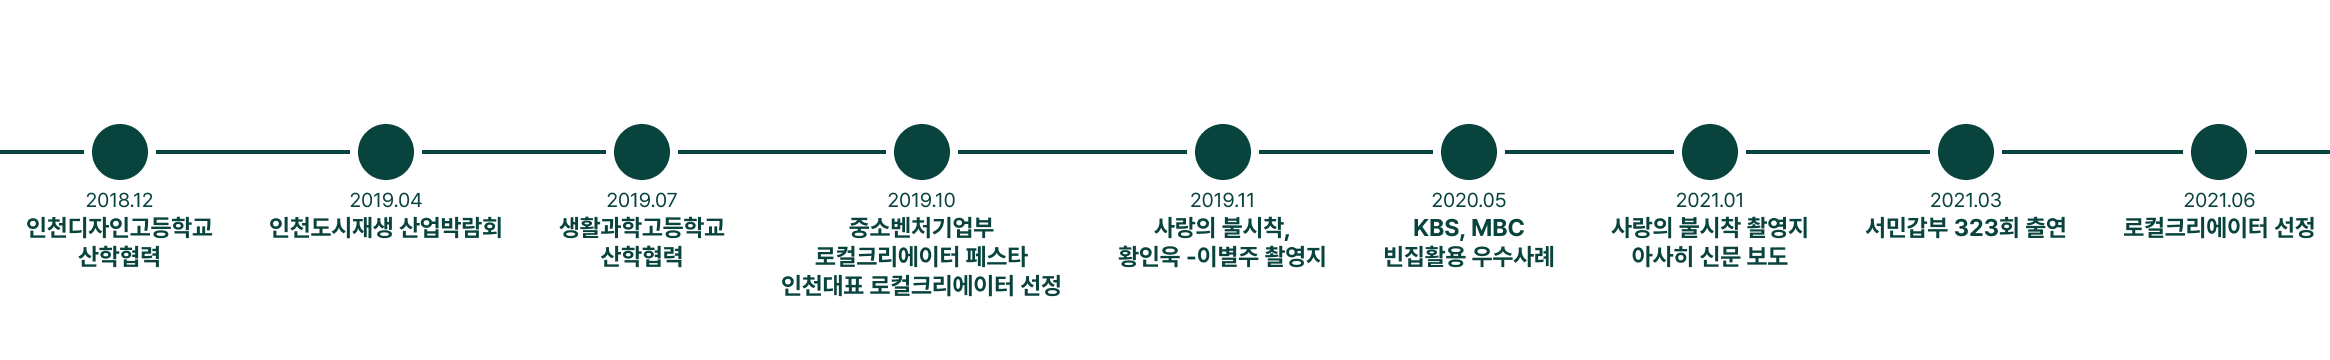 2018.12
인천디자인고등학교
산학협력
2019.04
인천도시재생 산업박람회
2019.07
생활과학고등학교
산학협력
2019.10
중소벤처기업부
로컬크리에이터 페스타
인천대표 로컬크리에이터 선정
2019.11
사랑의 불시착,
황인욱 -이별주 촬영지
2020.05
KBS, MBC
빈집활용 우수사례
2021.01
사랑의 불시착 촬영지
아사히 신문 보도
2021.03
서민갑부 323회 출연
2021.06
로컬크리에이터 선정